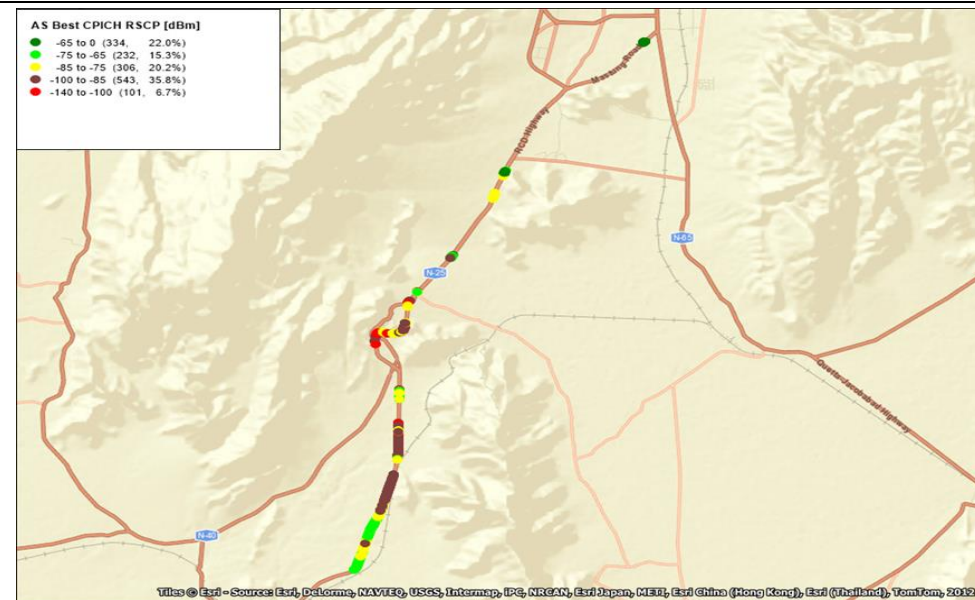 AS Best CPICH RSCP [dBm]
-65 to 0 (334, 22.0%)
-75 to -65 (232, 15.3%)
-85 to -75 (306, 20.2%)
-100 to -85 (543, 35.8%)
-140 to -100 (101, 6.7%)
Mastung Road
RCD Highway
N-65
N-25
Quetta-Jacobabad Highway
N-40
Tiles © Esri - Source: Esri, DeLorme, NAVTEQ, USGS, Intermap, iPC, NRCAN, Esri Japan, METI, Esri China (Hong Kong), Esri (Thailand), TomTom, 2012